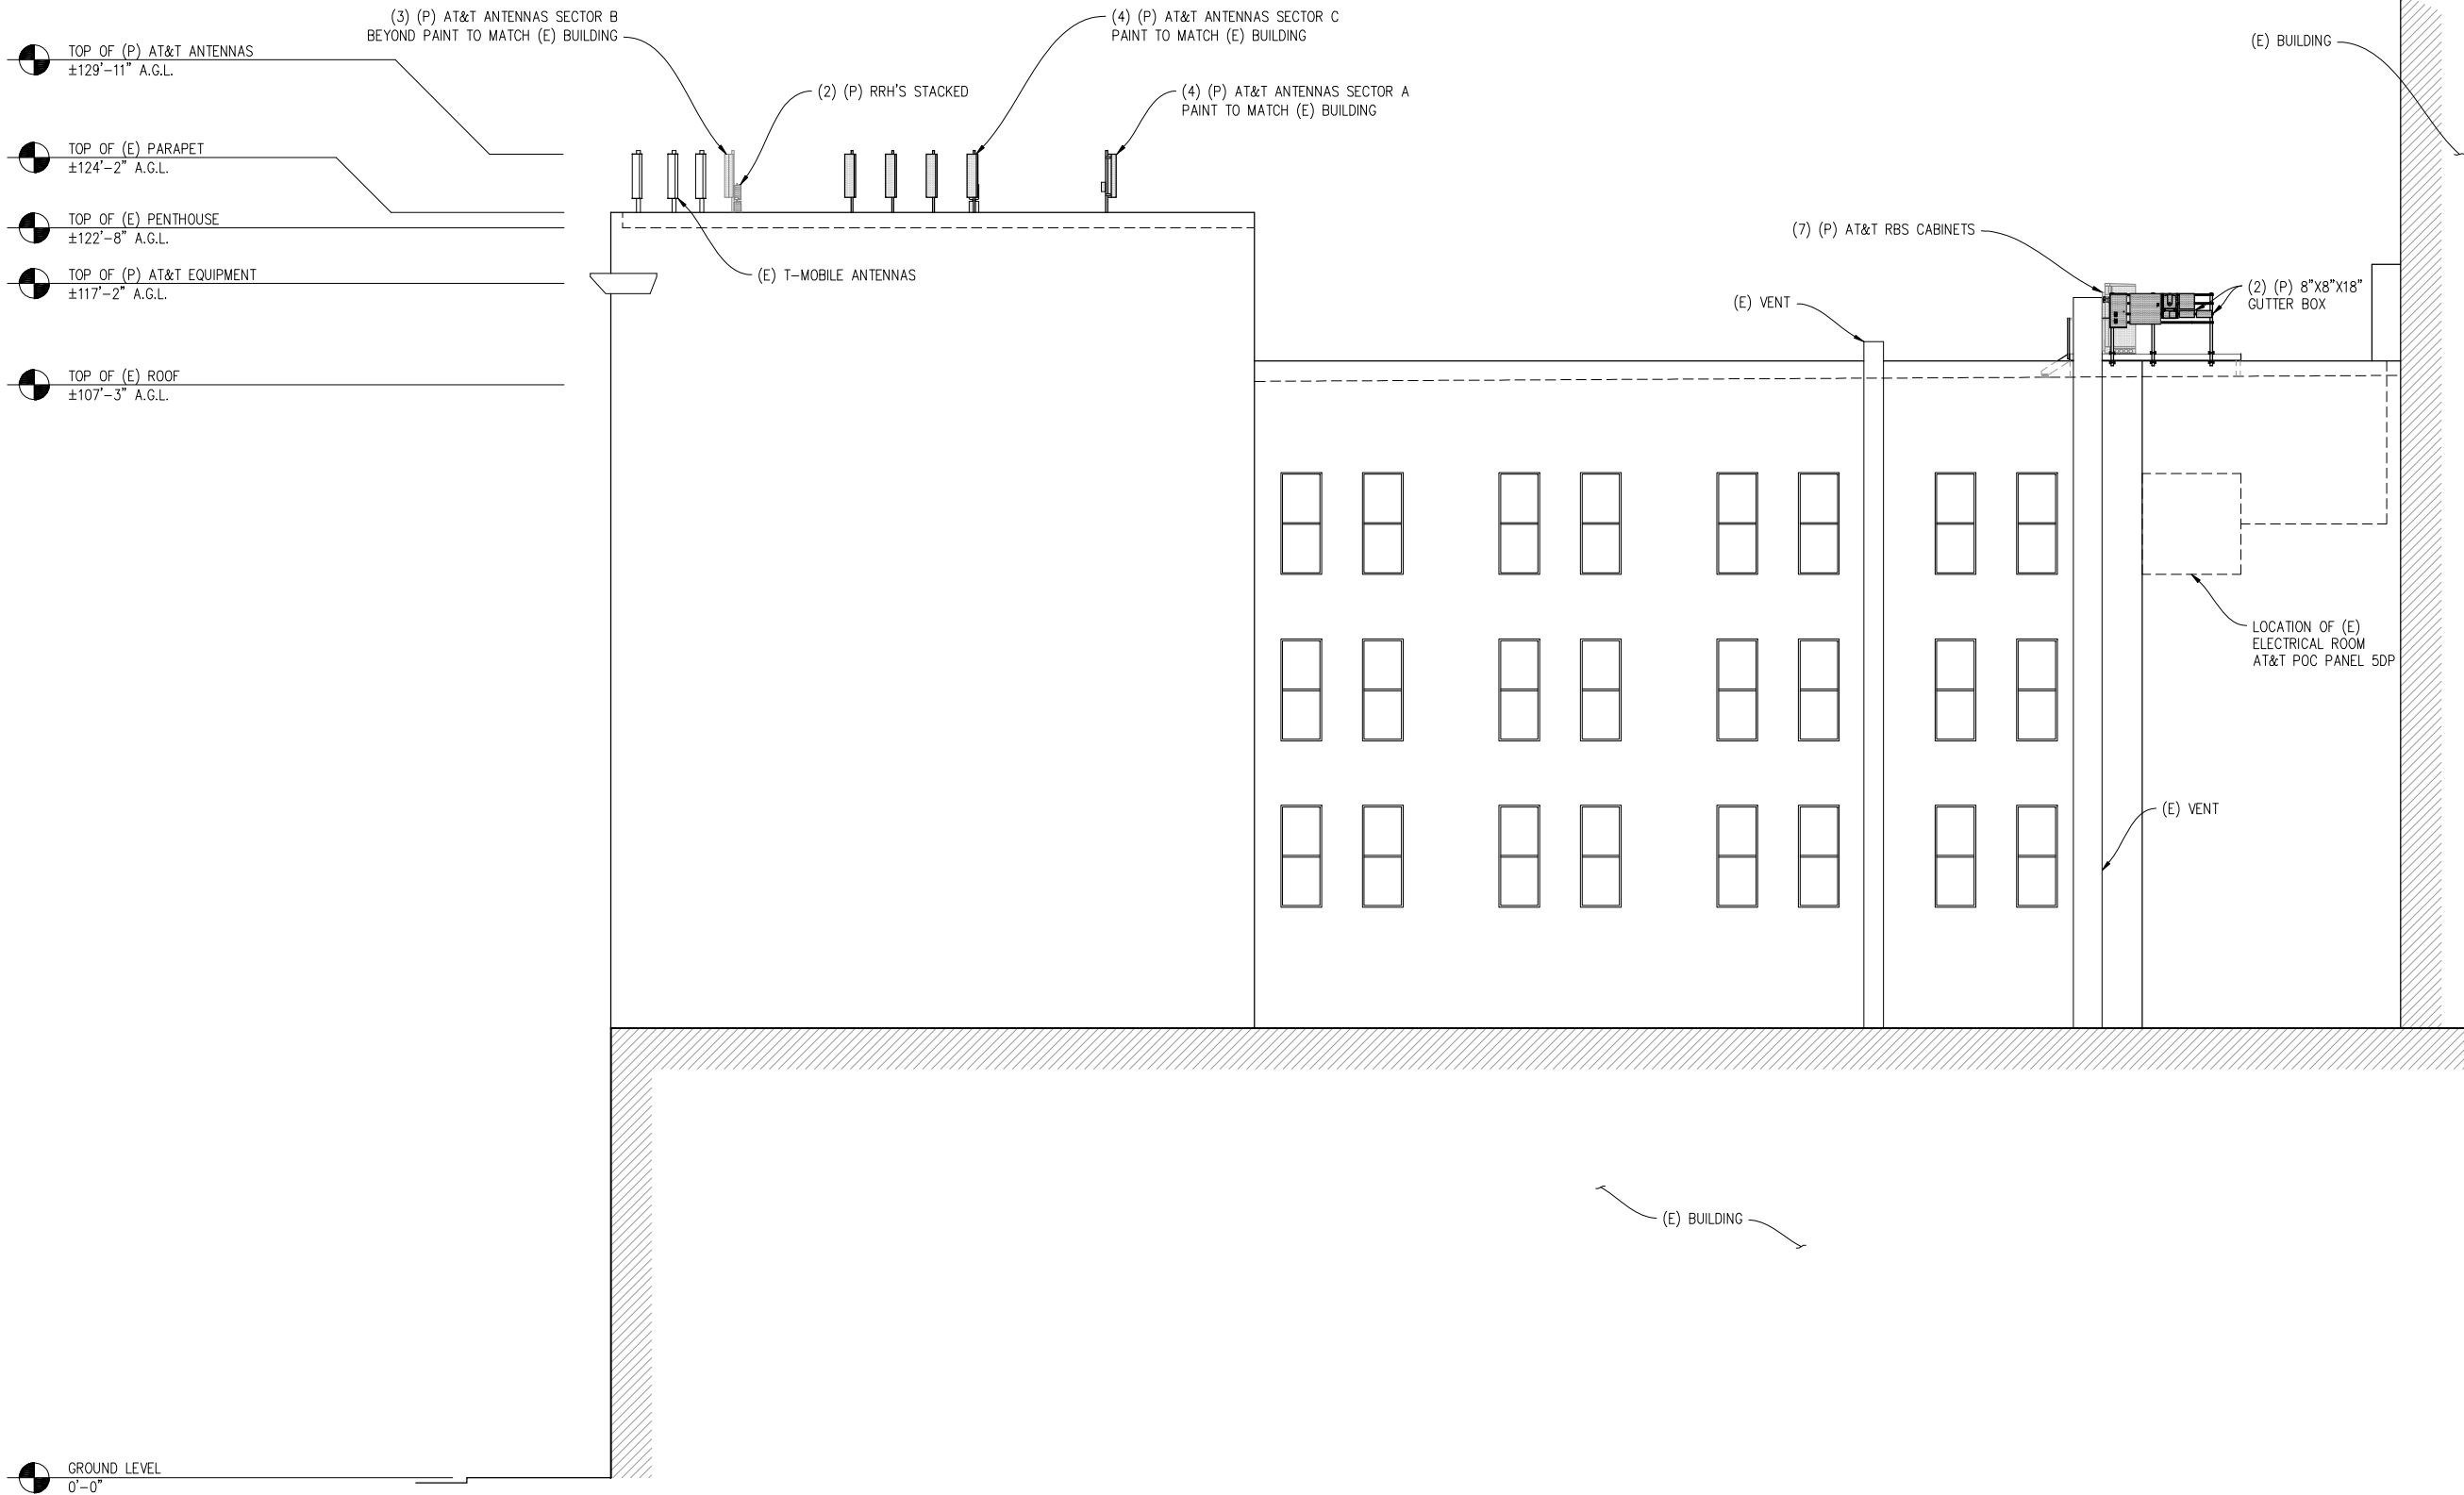 (3) (P) AT&T ANTENNAS SECTOR B
BEYOND PAINT TO MATCH (E) BUILDING
(4) (P) AT&T ANTENNAS SECTOR C
PAINT TO MATCH (E) BUILDING
(E) BUILDING
TOP OF (P) AT&T ANTENNAS
±129'-11" A.G.L.
(2) (P) RRH'S STACKED
(4) (P) AT&T ANTENNAS SECTOR A
PAINT TO MATCH (E) BUILDING
TOP OF (E) PARAPET
±124'-2" A.G.L.
TOP OF (E) PENTHOUSE
±122'-8" A.G.L.
(7) (P) AT&T RBS CABINETS
TOP OF (P) AT&T EQUIPMENT
±117'-2" A.G.L.
(E) T-MOBILE ANTENNAS
(E) VENT
(2) (P) 8"X8"X18"
GUTTER BOX
TOP OF (E) ROOF
±107'-3" A.G.L.
LOCATION OF (E)
ELECTRICAL ROOM
AT&T POC PANEL 5DP
(E) VENT
(E) BUILDING
GROUND LEVEL
0'-0"